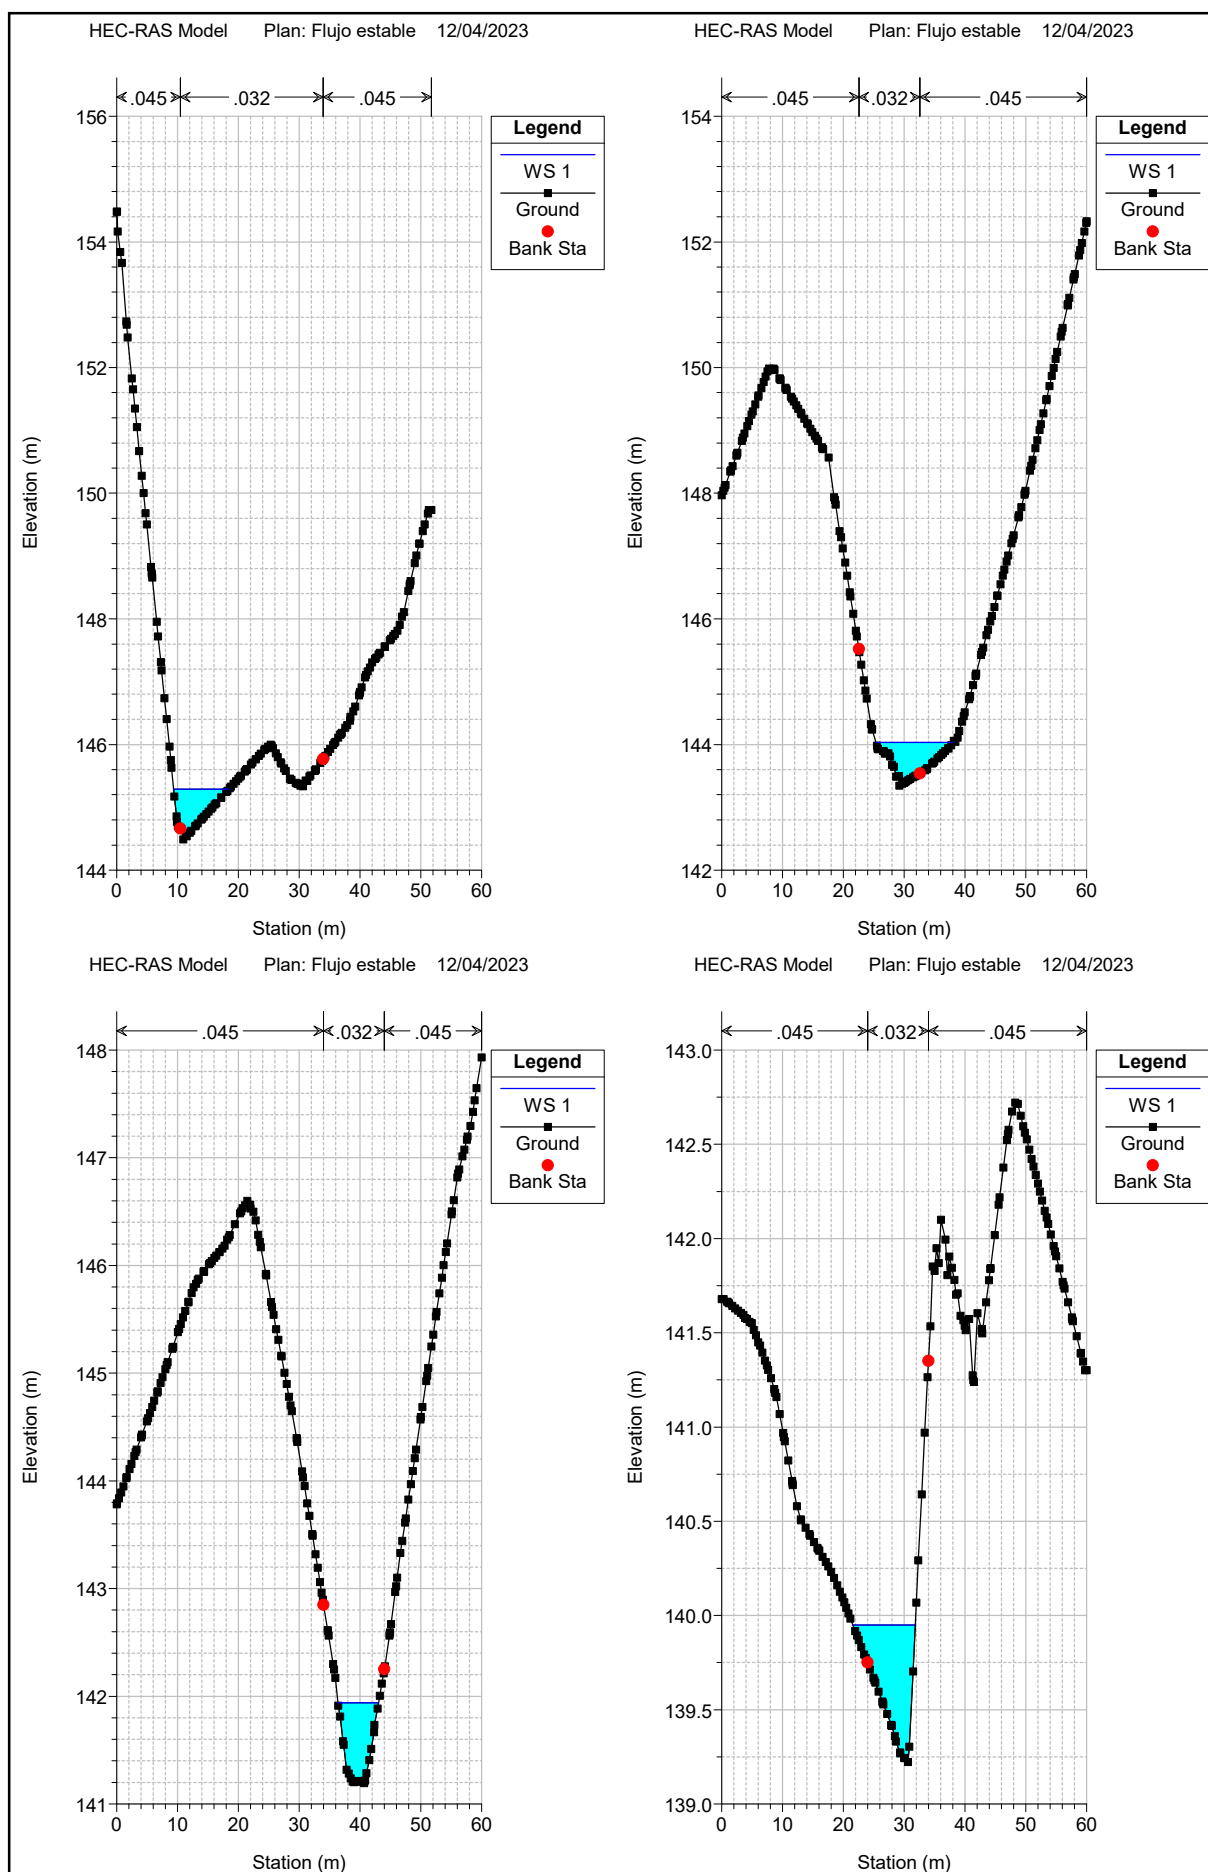 HEC-RAS Model Plan: Flujo estable 12/04/2023
.045 .032 .045
156
154
152
150
148
146
144
0 10 20 30 40 50 60
Elevation (m)
Station (m)
Legend
WS 1
Ground
Bank Sta
HEC-RAS Model Plan: Flujo estable 12/04/2023
.045 .032 .045
154
152
150
148
146
144
142
0 10 20 30 40 50 60
Elevation (m)
Station (m)
Legend
WS 1
Ground
Bank Sta
HEC-RAS Model Plan: Flujo estable 12/04/2023
.045 .032 .045
148
147
146
145
144
143
142
141
0 10 20 30 40 50 60
Elevation (m)
Station (m)
Legend
WS 1
Ground
Bank Sta
HEC-RAS Model Plan: Flujo estable 12/04/2023
.045 .032 .045
143.0
142.5
142.0
141.5
141.0
140.5
140.0
139.5
139.0
0 10 20 30 40 50 60
Elevation (m)
Station (m)
Legend
WS 1
Ground
Bank Sta